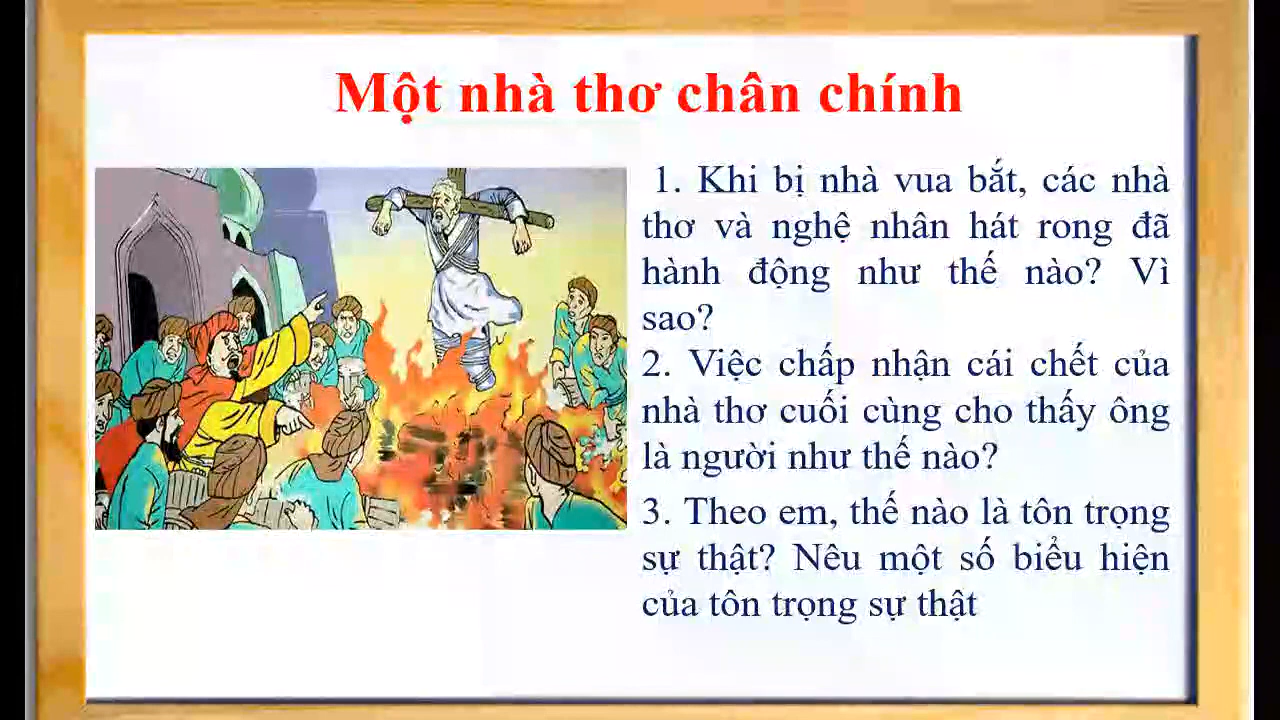 Một nhà thơ chân chính
1. Khi bị nhà vua bắt, các nhà
thơ và nghệ nhân hát rong đã
hành động như thế nào? Vì
sao?
2. Việc chấp nhận cái chết của
nhà thơ cuối cùng cho thấy ông
là người như thế nào?
3. Theo em, thế nào là tôn trọng
sự thật? Nêu một số biểu hiện
của tôn trọng sự thật